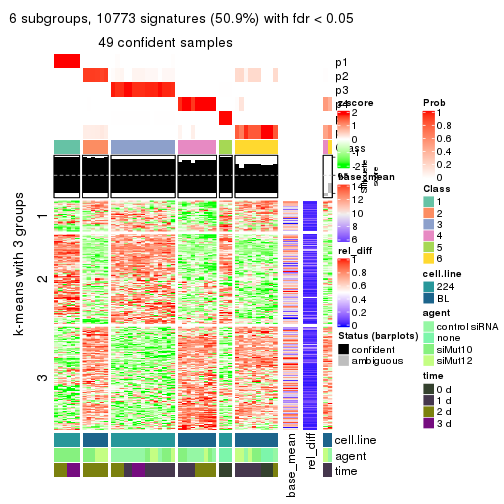 6 subgroups, 10773 signatures (50.9%) with fdr < 0.05
49 confident samples
k-means with 3 groups
1
2
3
p1
p2
p3
z-score
2
1
0
-1
-2
base_mean
14
12
10
8
6
rel_diff
1
0.8
0.6
0.4
0.2
0
Status (barplots)
confident
ambiguous
Prob
1
0.8
0.6
0.4
0.2
0
Class
1
2
3
4
5
6
cell.line
224
BL
agent
control siRNA
none
siMut10
siMut12
time
0 d
1 d
2 d
3 d
cell.line
agent
time
base_mean
rel_diff